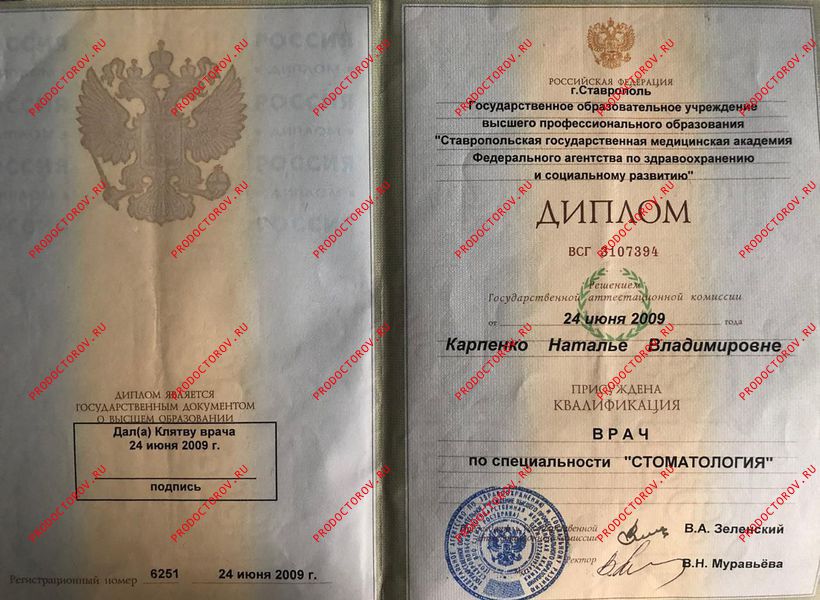 ДИПЛОМ ЯВЛЯЕТСЯ
ГОСУДАРСТВЕННЫМ ДОКУМЕНТОМ
О ВЫСШЕМ ОБРАЗОВАНИИ
Дал(а) Клятву врача
24 июня 2009 г.
подпись
Регистрационный номер 6251 24 июня 2009 г.
РОССИЙСКАЯ ФЕДЕРАЦИЯ
г.Ставрополь
Государственное образовательное учреждение
высшего профессионального образования
"Ставропольская государственная медицинская академия
Федерального агентства по здравоохранению
и социальному развитию"
ДИПЛОМ
ВСГ 3107394
Решением
Государственной аттестационной комиссии
от 24 июня 2009 года
Карпенко Наталье Владимировне
ПРИСУЖДЕНА
КВАЛИФИКАЦИЯ
ВРАЧ
по специальности "СТОМАТОЛОГИЯ"
В.А. Зеленский
В.Н. Муравьёва
PRODOCTOROV.RU